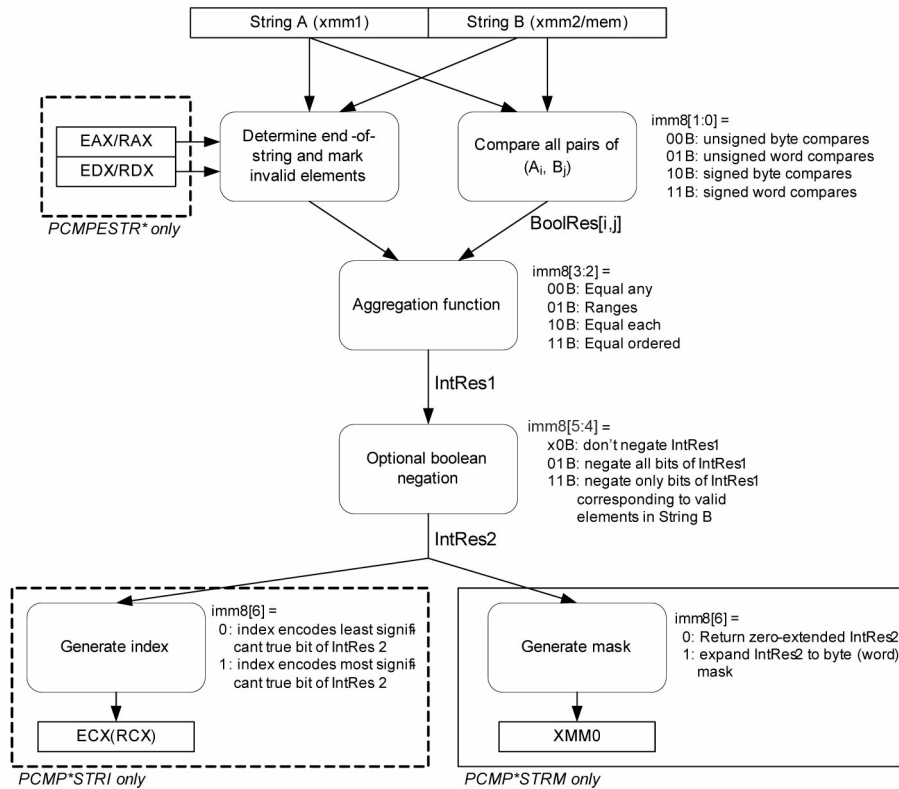 String A (xmm1)
String B (xmm2/mem)
EAX/RAX
EDX/RDX
PCMPESTR* only
Determine end-of-
string and mark
invalid elements
Compare all pairs of
(Ai, Bj)
imm8[1:0] =
00B: unsigned byte compares
01B: unsigned word compares
10B: signed byte compares
11B: signed word compares
BoolRes[i,j]
Aggregation function
imm8[3:2] =
00B: Equal any
01B: Ranges
10B: Equal each
11B: Equal ordered
IntRes1
Optional boolean
negation
imm8[5:4] =
x0B: don't negate IntRes1
01B: negate all bits of IntRes1
11B: negate only bits of IntRes1
corresponding to valid
elements in String B
IntRes2
Generate index
imm8[6] =
0: index encodes least signifi-
cant true bit of IntRes 2
1: index encodes most signifi-
cant true bit of IntRes 2
ECX(RCX)
PCMP*STRI only
Generate mask
imm8[6] =
0: Return zero-extended IntRes2
1: expand IntRes2 to byte (word)
mask
XMM0
PCMP*STRM only